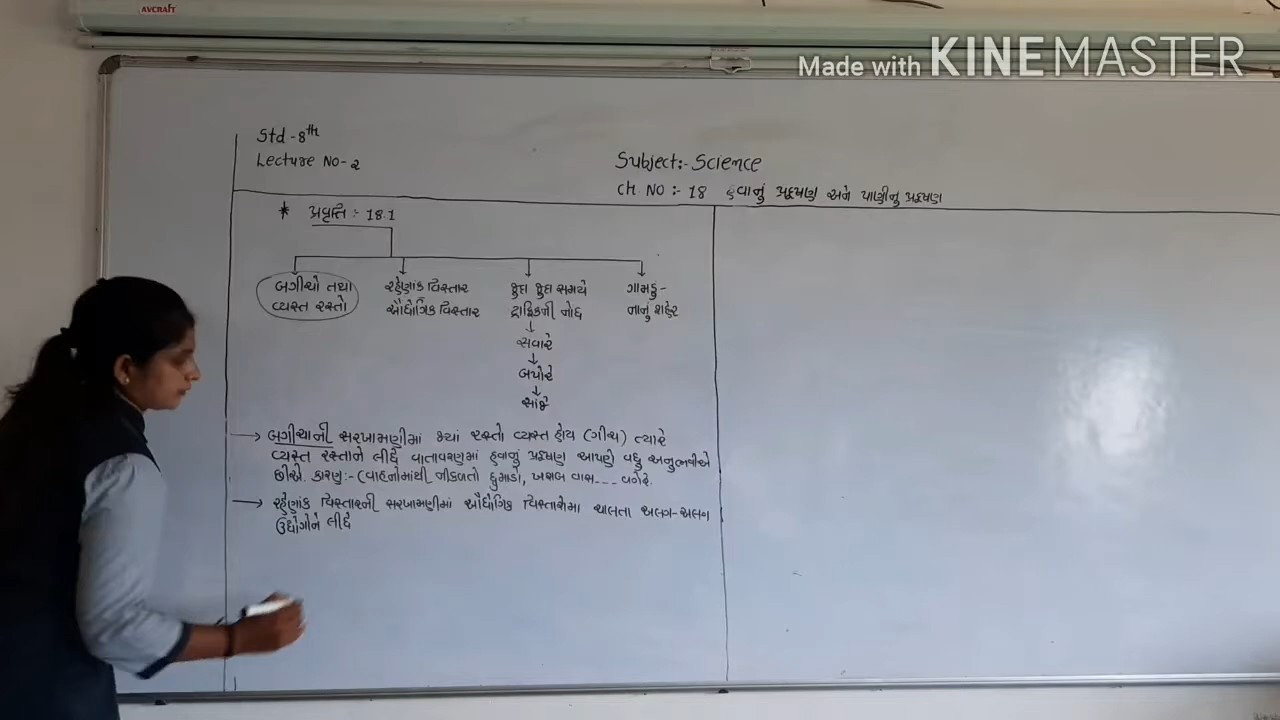 AVCRAFT
Made with KINEMASTER
Std - 8th
Lecture No - 2
Subject:- Science
CH NO :- 18 હવાનું પ્રદૂષણ અને પાણીનુ પ્રદૂષણ
* પ્રવૃત્તિ :- 18.1
બગીચો તથા
વ્યસ્ત રસ્તો
રહેણાંક વિસ્તાર
ઔદ્યોગિક વિસ્તાર
જુદા જુદા સમયે
ટ્રાફિકની નોંધ
↓
સવારે
↓
બપોરે
↓
સાંજે
ગામડુ -
નાનું શહેર
→ બગીચાની સરખામણીમાં જ્યાં રસ્તો વ્યસ્ત હોય (ગીચ) ત્યારે
વ્યસ્ત રસ્તાને લીધે વાતાવરણમાં હવાનું પ્રદૂષણ આપણે વધુ અનુભવીએ
છીએ. કારણ:- (વાહનોમાંથી નીકળતો ધુમાડો, ખરાબ વાસ--- વગેરે.
→ રહેણાંક વિસ્તારની સરખામણીમાં ઔદ્યોગિક વિસ્તારોમા ચાલતા અલગ-અલગ
ઉદ્યોગોને લીધે